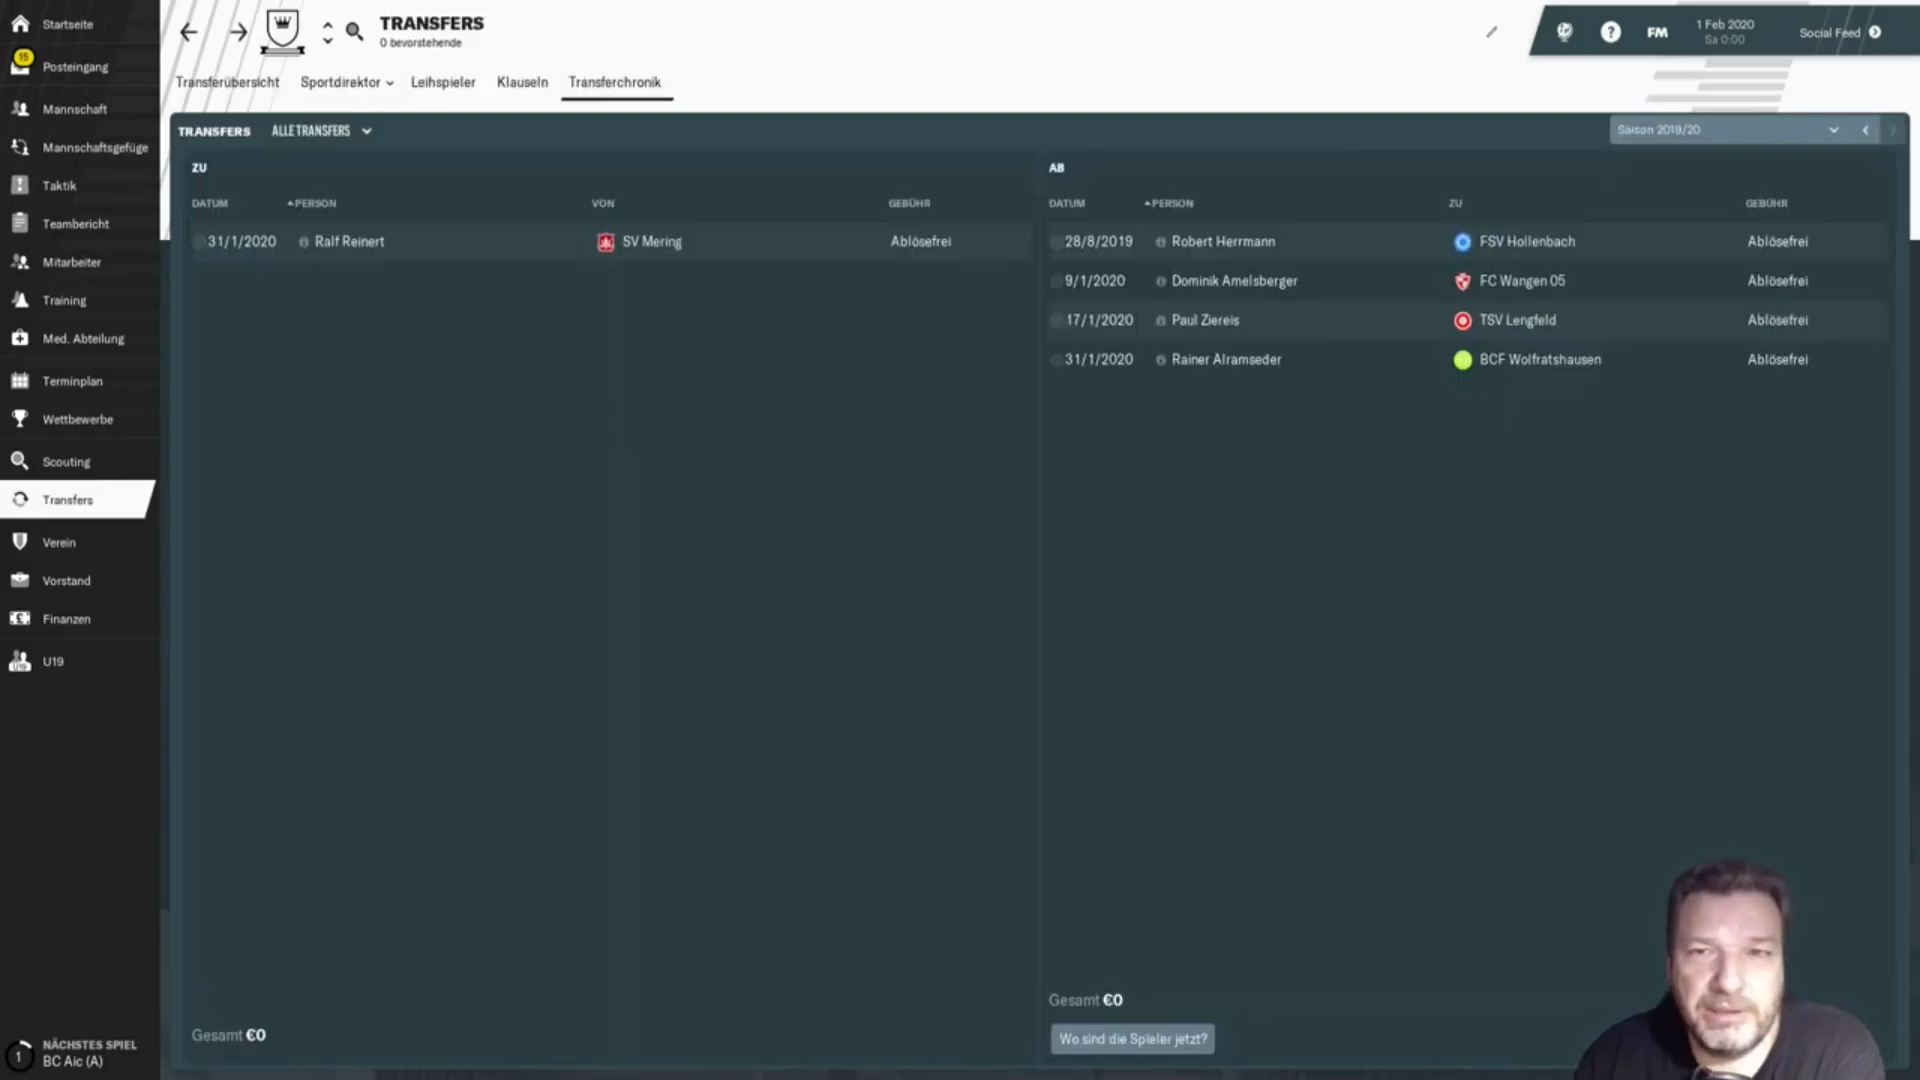 Startseite
15
Posteingang
Mannschaft
Mannschaftsgefüge
Taktik
Teambericht
Mitarbeiter
Training
Med. Abteilung
Terminplan
Wettbewerbe
Scouting
Transfers
Verein
Vorstand
Finanzen
U19
1 NÄCHSTES SPIEL
BC Aic (A)
TRANSFERS
0 bevorstehende
? FM
1 Feb 2020
Sa 0:00
Social Feed
Transferübersicht Sportdirektor Leihspieler Klauseln Transferchronik
TRANSFERS ALLE TRANSFERS
Saison 2019/20
ZU
DATUM PERSON VON GEBÜHR
31/1/2020 Ralf Reinert SV Mering Ablösefrei
Gesamt €0
AB
DATUM PERSON ZU GEBÜHR
28/8/2019 Robert Herrmann FSV Hollenbach Ablösefrei
9/1/2020 Dominik Amelsberger FC Wangen 05 Ablösefrei
17/1/2020 Paul Ziereis TSV Lengfeld Ablösefrei
31/1/2020 Rainer Alramseder BCF Wolfratshausen Ablösefrei
Gesamt €0
Wo sind die Spieler jetzt?